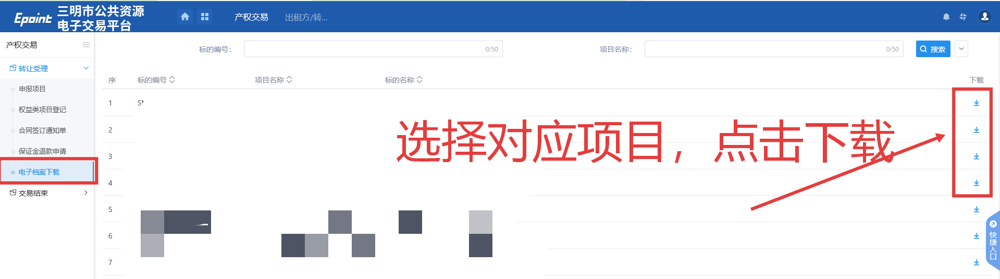 Epoint 三明市公共资源
电子交易平台
产权交易 出租方/转...
产权交易
转让受理
申报项目
权益类项目登记
合同签订通知单
保证金退款申请
电子档案下载
交易结束
标的编号： 0/50 项目名称： 0/50 搜索
序 标的编号 项目名称 标的名称 下载
1
2
3
4
5
6
7
选择对应项目，点击下载
快捷入口